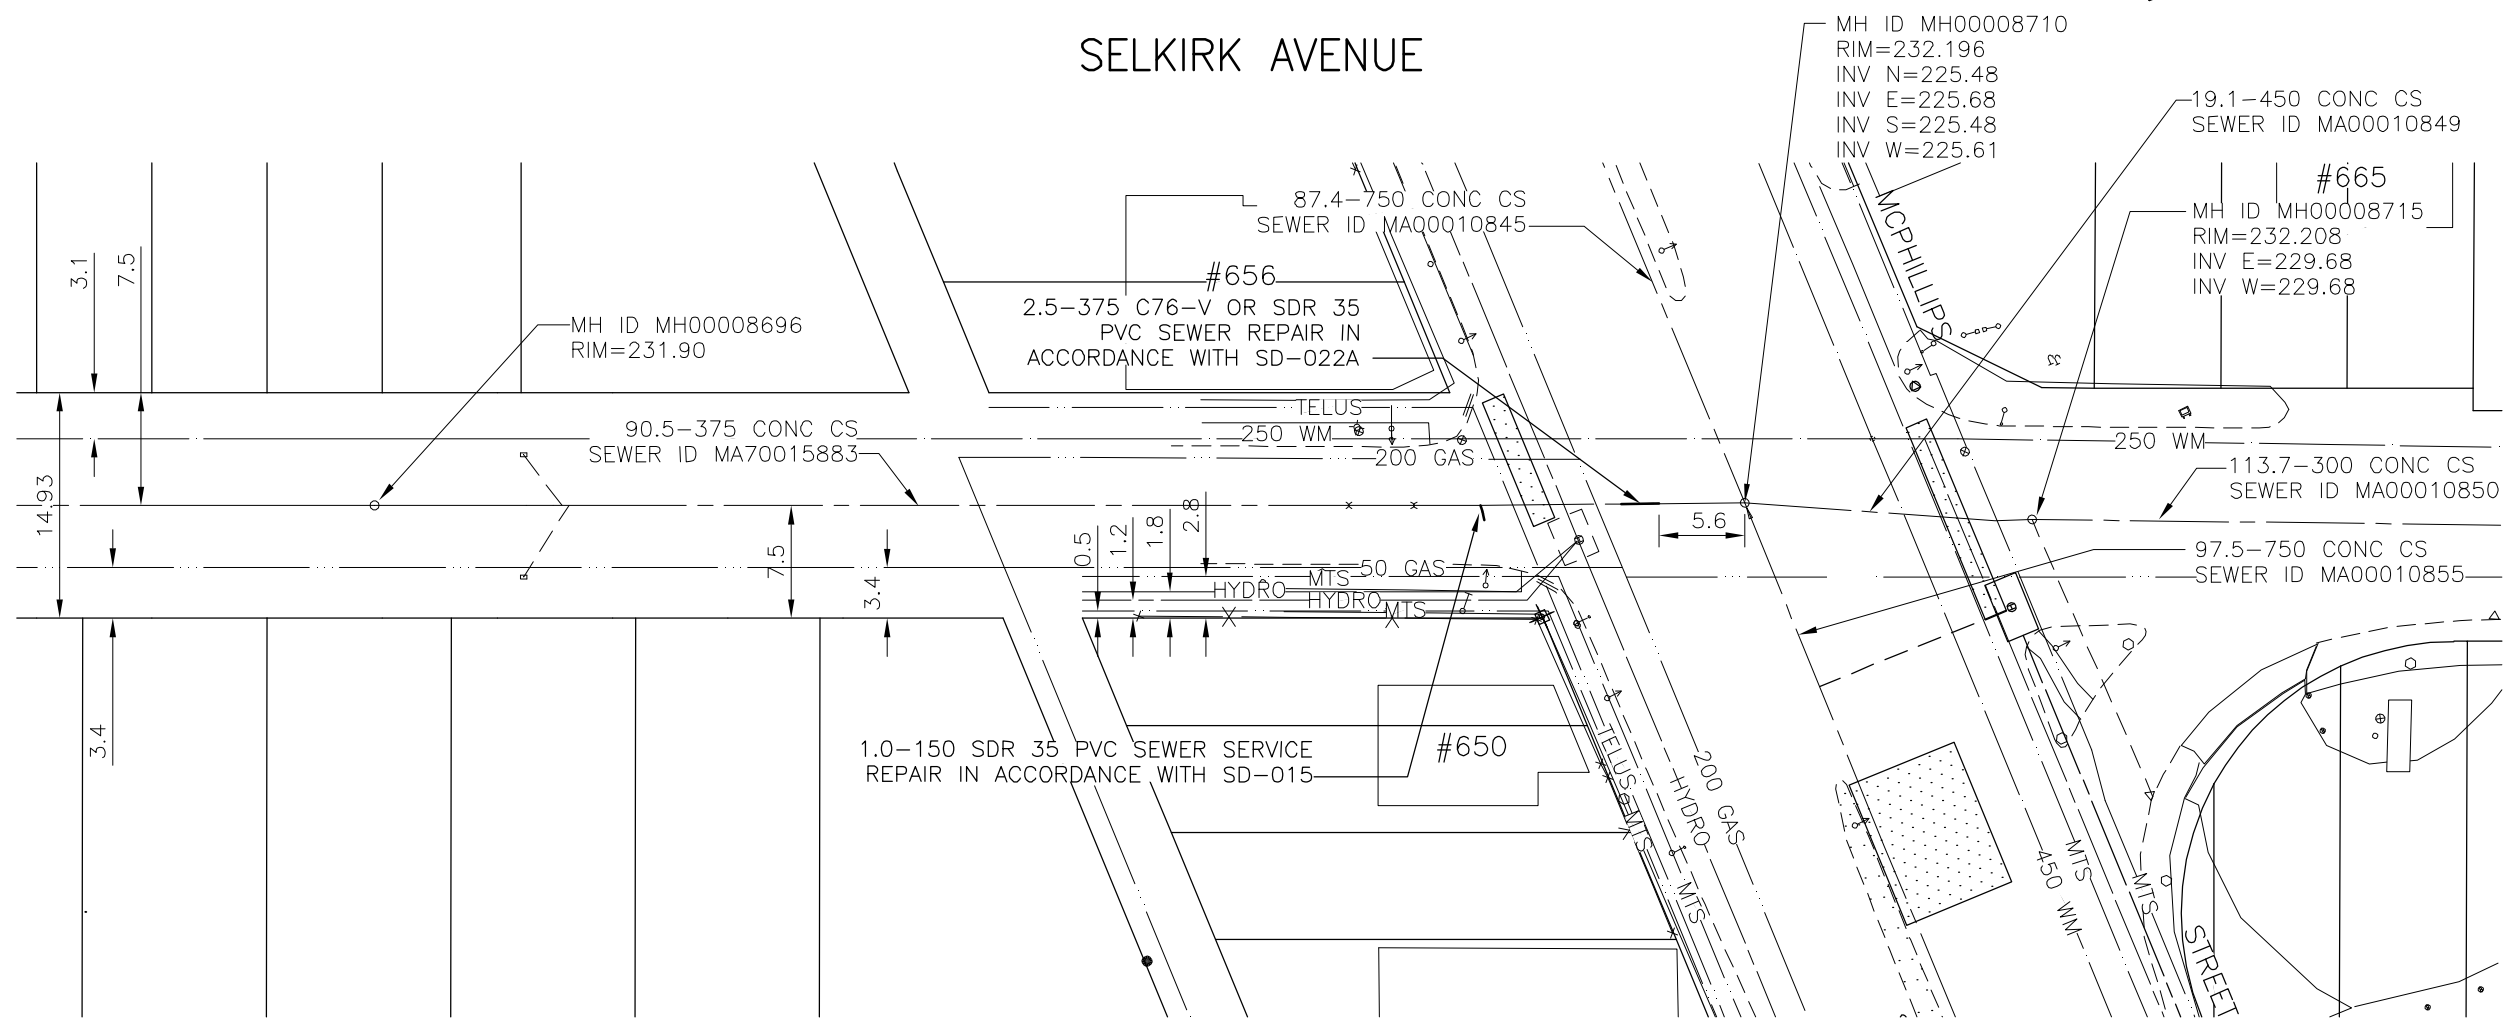 SELKIRK AVENUE
MH ID MH00008710
RIM=232.196
INV N=225.48
INV E=225.68
INV S=225.48
INV W=225.61
19.1-450 CONC CS
SEWER ID MA00010849
#665
MH ID MH00008715
RIM=232.208
INV E=229.68
INV W=229.68
87.4-750 CONC CS
SEWER ID MA00010845
MCPHILLIPS
#656
2.5-375 C76-V OR SDR 35
PVC SEWER REPAIR IN
ACCORDANCE WITH SD-022A
3.1
7.5
MH ID MH00008696
RIM=231.90
TELUS
90.5-375 CONC CS
SEWER ID MA70015883
250 WM
200 GAS
250 WM
113.7-300 CONC CS
SEWER ID MA00010850
14.93
5.6
0.5
1.2
1.8
2.8
7.5
3.4
97.5-750 CONC CS
SEWER ID MA00010855
50 GAS
MTS
HYDRO
HYDRO
MTS
3.4
1.0-150 SDR 35 PVC SEWER SERVICE
REPAIR IN ACCORDANCE WITH SD-015
#650
TELUS
MTS
HYDRO
200 GAS
MTS
450 WM
MTS
MTS
STREET